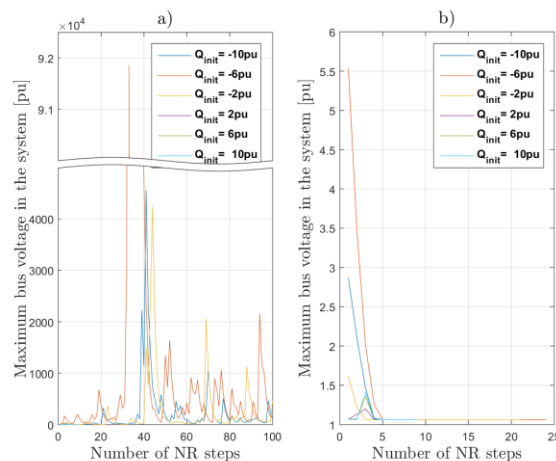 a)
×10⁴
9.2
9.1
4000
3000
2000
1000
0
0 20 40 60 80 100
Maximum bus voltage in the system [pu]
Number of NR steps
Q_init = -10pu
Q_init = -6pu
Q_init = -2pu
Q_init = 2pu
Q_init = 6pu
Q_init = 10pu
b)
6
5.5
5
4.5
4
3.5
3
2.5
2
1.5
1
0 5 10 15 20 25
Maximum bus voltage in the system [pu]
Number of NR steps
Q_init = -10pu
Q_init = -6pu
Q_init = -2pu
Q_init = 2pu
Q_init = 6pu
Q_init = 10pu